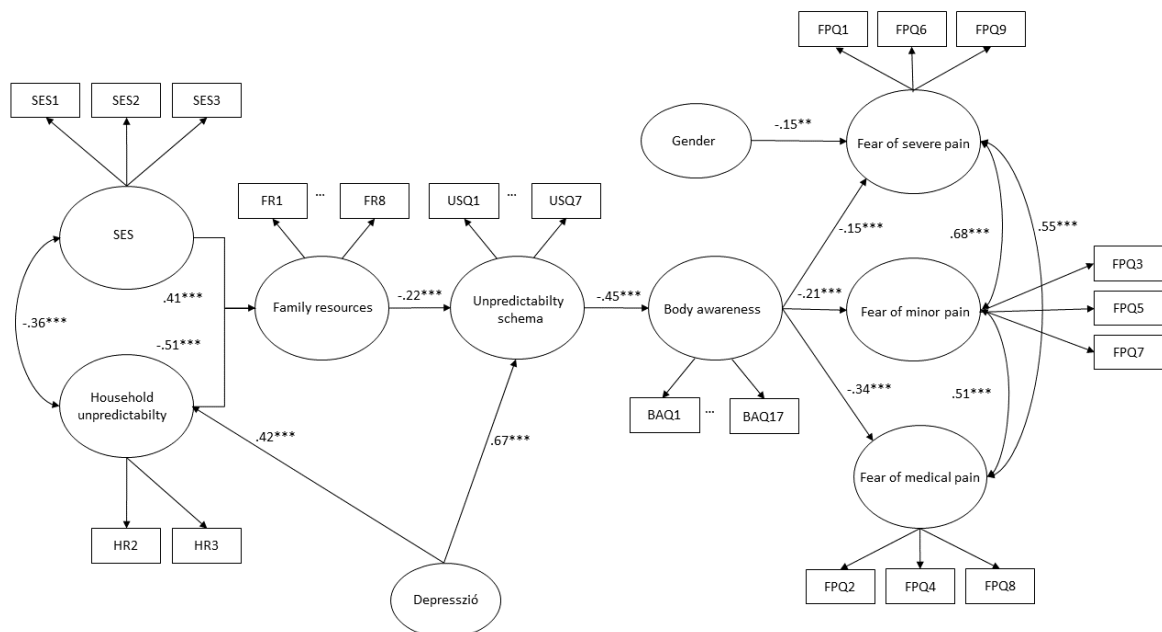 FPQ1
FPQ6
FPQ9
SES1
SES2
SES3
Gender
-.15**
Fear of severe pain
FR1
...
FR8
USQ1
...
USQ7
SES
-.15***
.68***
.55***
.41***
-.36***
-.51***
Family resources
-.22***
Unpredictabilty
schema
-.45***
Body awareness
-.21***
Fear of minor pain
FPQ3
FPQ5
FPQ7
Household
unpredictabilty
.42***
.67***
BAQ1
...
BAQ17
-.34***
.51***
Fear of medical pain
HR2
HR3
Depresszió
FPQ2
FPQ4
FPQ8